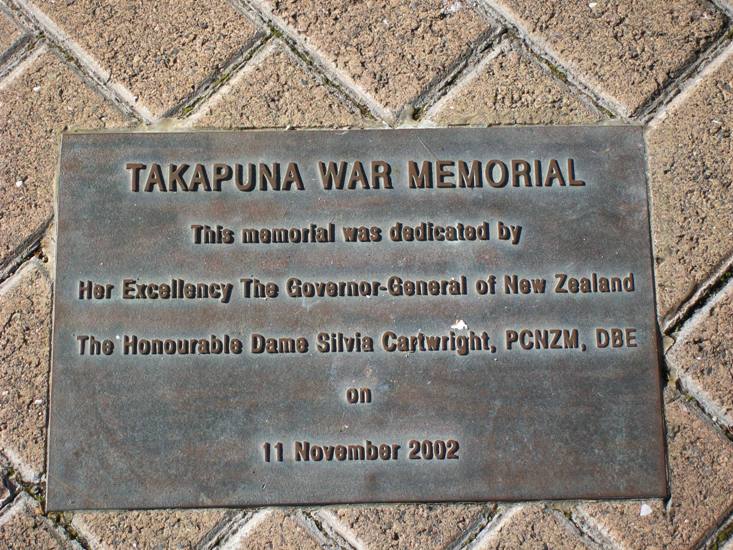 TAKAPUNA WAR MEMORIAL
This memorial was dedicated by
Her Excellency The Governor-General of New Zealand
The Honourable Dame Silvia Cartwright, PCNZM, DBE
on
11 November 2002